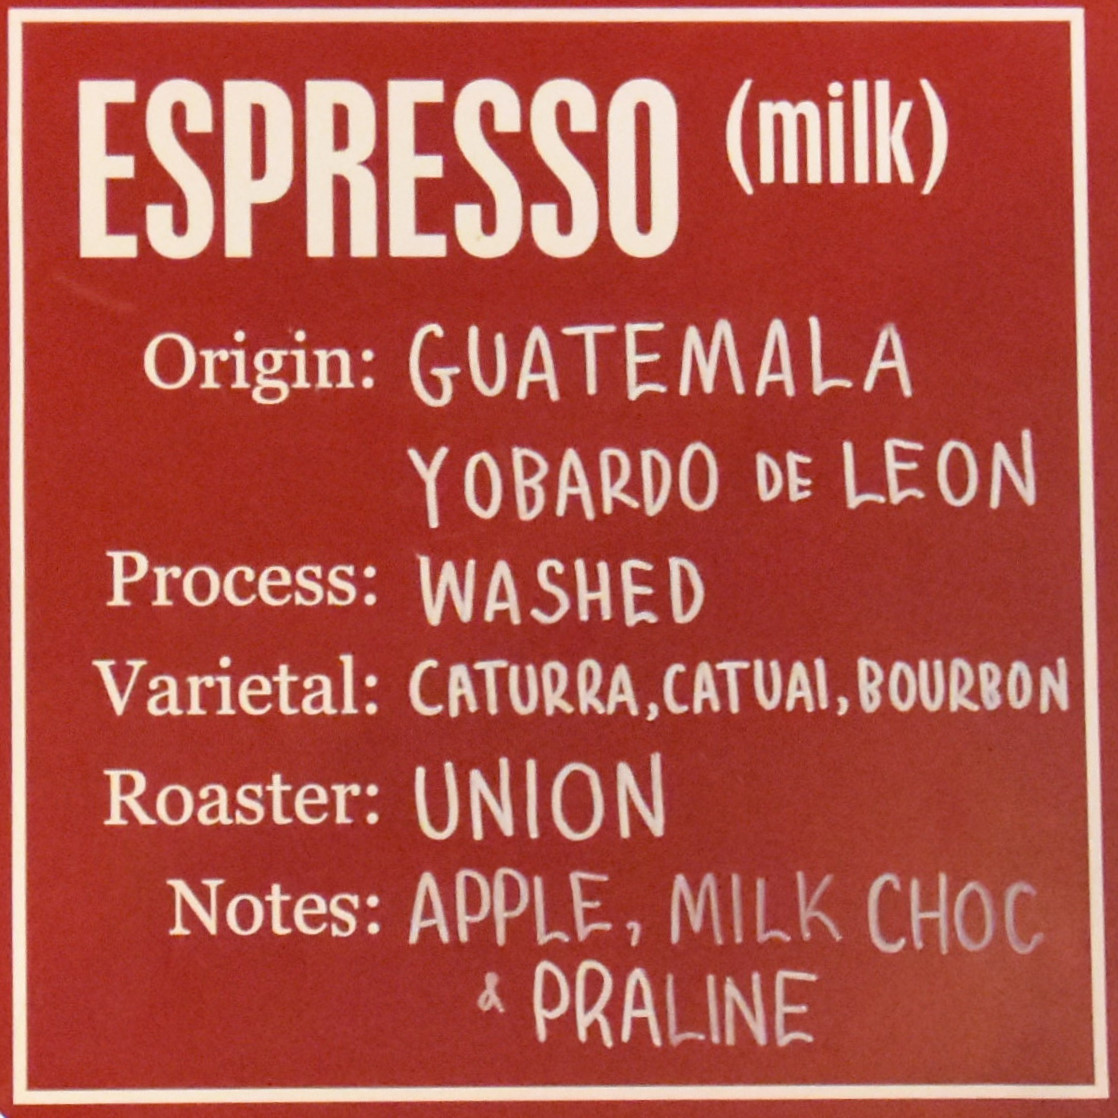 ESPRESSO (milk)
Origin: GUATEMALA
YOBARDO DE LEON
Process: WASHED
Varietal: CATURRA, CATUAI, BOURBON
Roaster: UNION
Notes: APPLE, MILK CHOC
& PRALINE